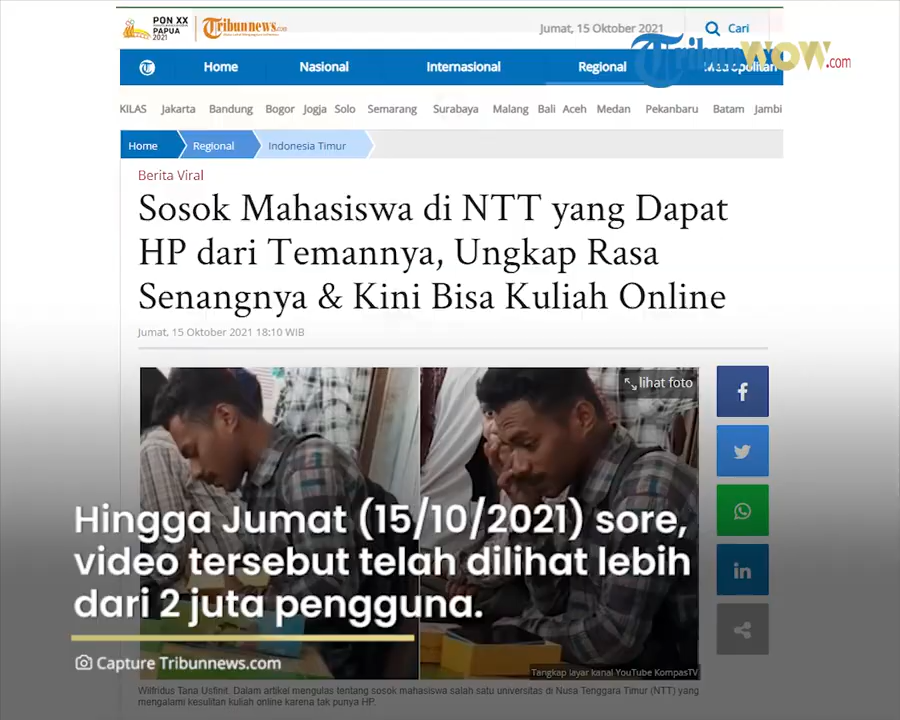 PON XX
PAPUA
2021
Tribunnews.com
Jumat, 15 Oktober 2021
Cari
TribunWOW.com
Home Nasional Internasional Regional Metropolitan
KILAS Jakarta Bandung Bogor Jogja Solo Semarang Surabaya Malang Bali Aceh Medan Pekanbaru Batam Jambi
Home Regional Indonesia Timur
Berita Viral
Sosok Mahasiswa di NTT yang Dapat
HP dari Temannya, Ungkap Rasa
Senangnya & Kini Bisa Kuliah Online
Jumat, 15 Oktober 2021 18:10 WIB
lihat foto
Hingga Jumat (15/10/2021) sore,
video tersebut telah dilihat lebih
dari 2 juta pengguna.
Capture Tribunnews.com
Tangkap layar kanal YouTube KompasTV
Wilfridus Tana Usfinit. Dalam artikel mengulas tentang sosok mahasiswa salah satu universitas di Nusa Tenggara Timur (NTT) yang
mengalami kesulitan kuliah online karena tak punya HP.